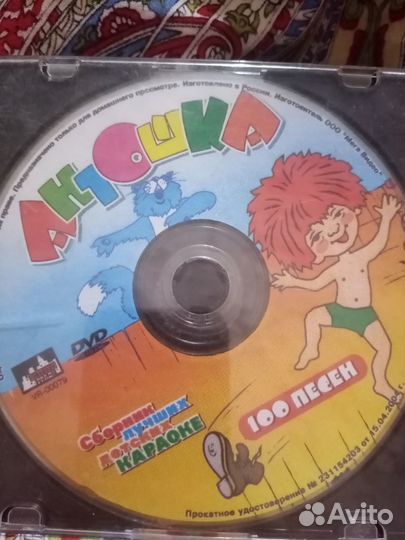 права. Предназначено только для домашнего просмотра. Изготовлено в России. Изготовитель ООО "Мега Видео"
АНТОШКА
DVD
VR-00079
Сборник
лучших
детских
КАРАОКЕ
100 ПЕСЕН
Прокатное удостоверение № 231154203 от 15.04.200 г.
Avito